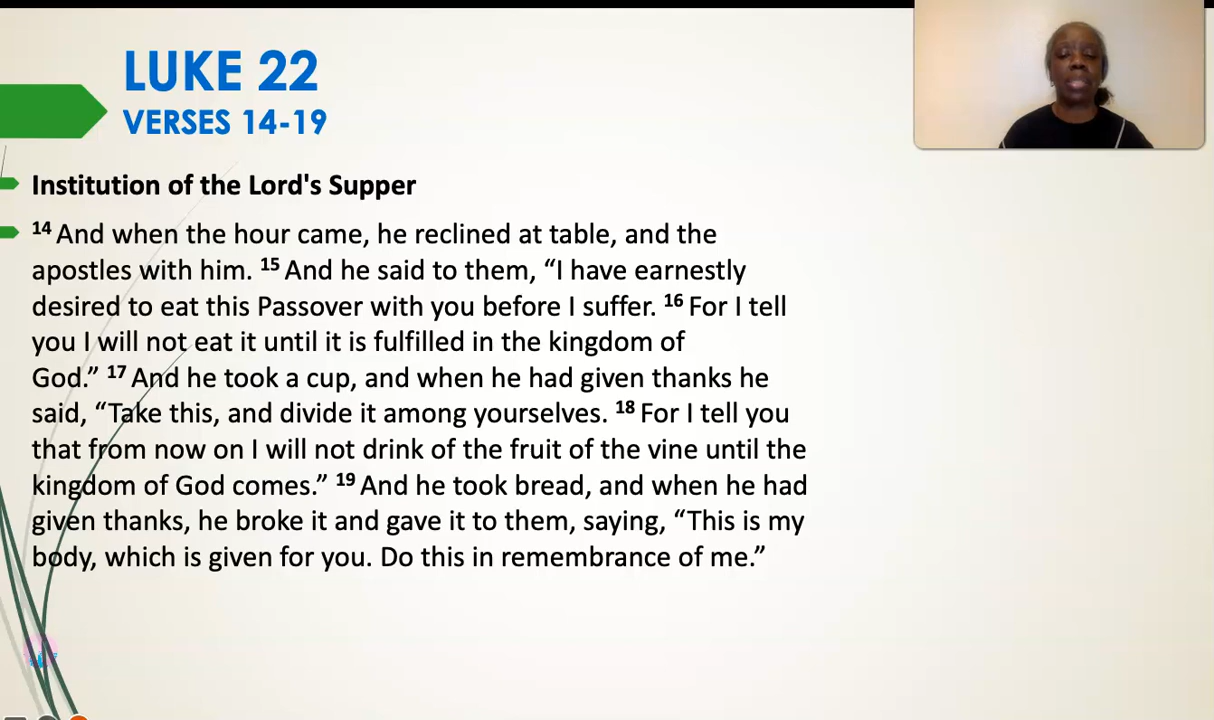 LUKE 22
VERSES 14-19
Institution of the Lord's Supper
14 And when the hour came, he reclined at table, and the
apostles with him. 15 And he said to them, “I have earnestly
desired to eat this Passover with you before I suffer. 16 For I tell
you I will not eat it until it is fulfilled in the kingdom of
God.” 17 And he took a cup, and when he had given thanks he
said, “Take this, and divide it among yourselves. 18 For I tell you
that from now on I will not drink of the fruit of the vine until the
kingdom of God comes.” 19 And he took bread, and when he had
given thanks, he broke it and gave it to them, saying, “This is my
body, which is given for you. Do this in remembrance of me.”